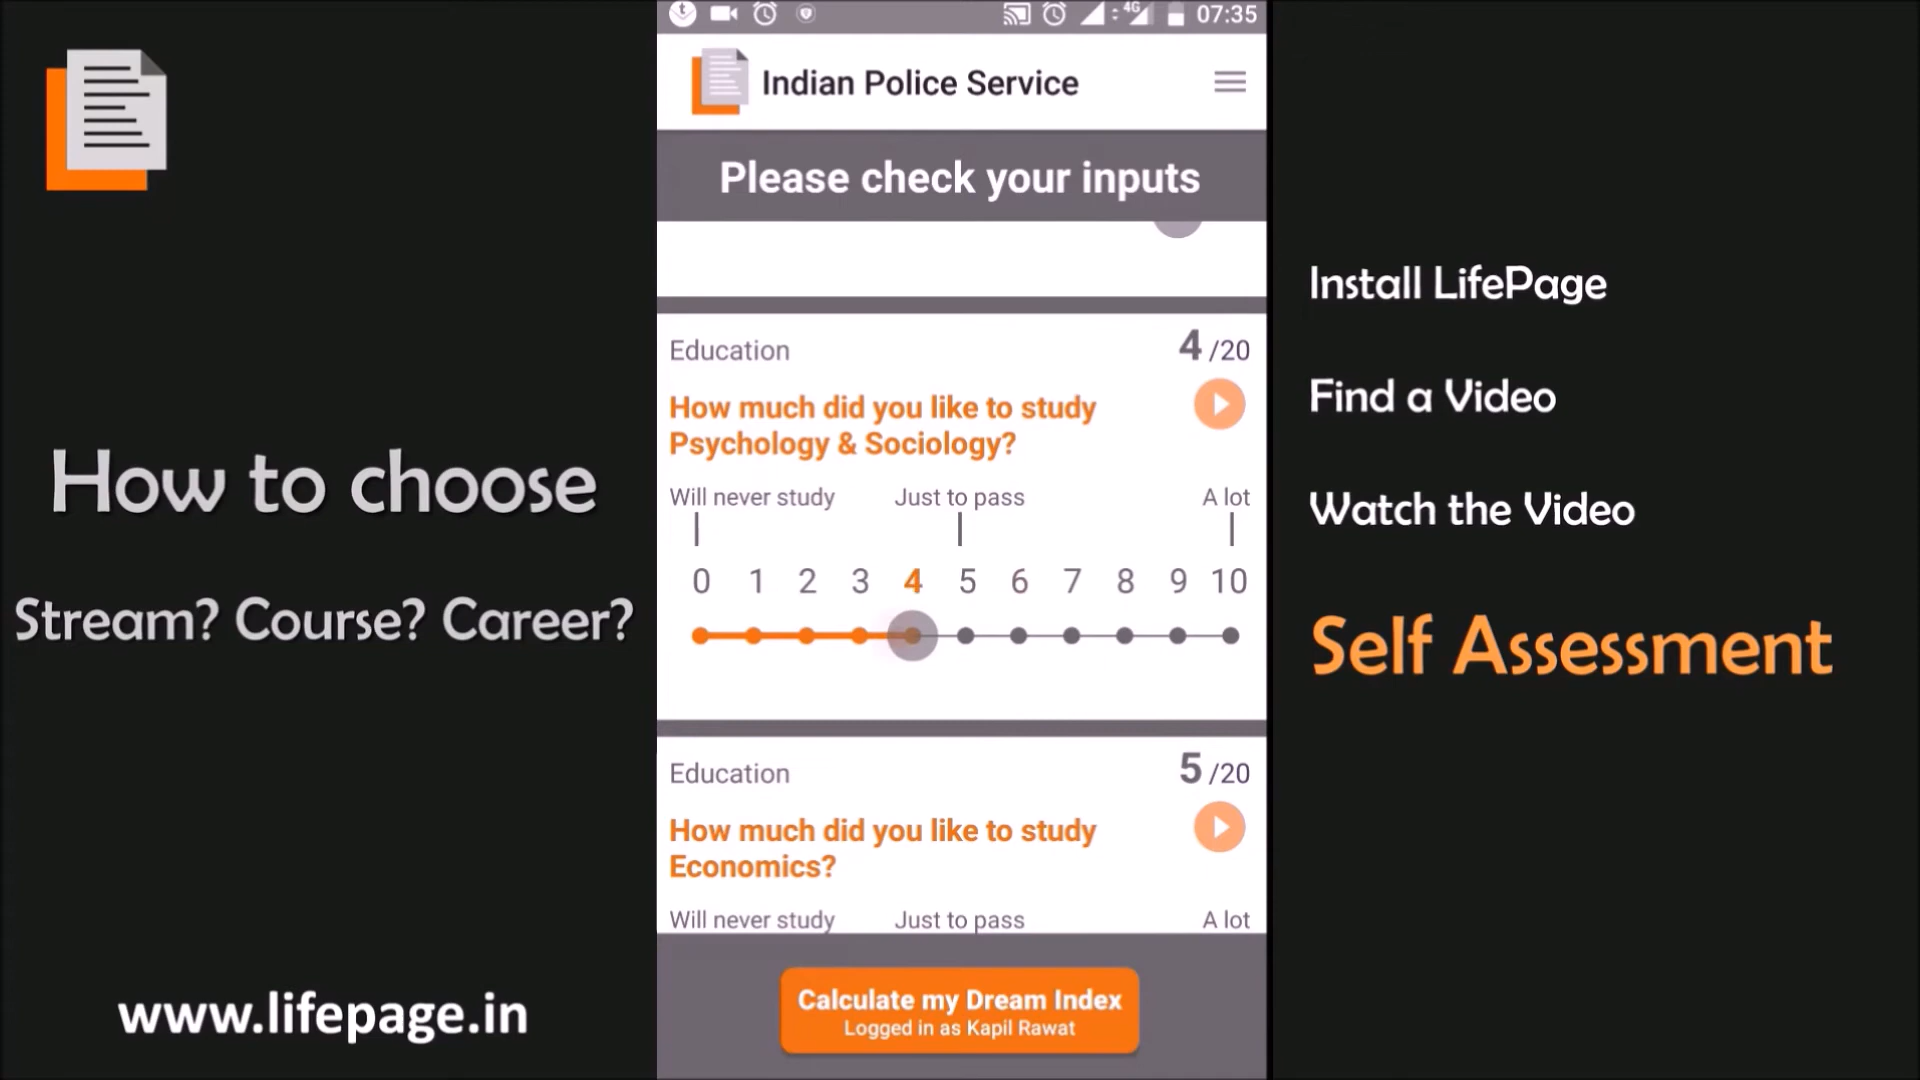 How to choose
Stream? Course? Career?
www.lifepage.in
4G 07:35
Indian Police Service
Please check your inputs
Education 4 /20
How much did you like to study
Psychology & Sociology?
Will never study Just to pass A lot
0 1 2 3 4 5 6 7 8 9 10
Education 5 /20
How much did you like to study
Economics?
Will never study Just to pass A lot
Calculate my Dream Index
Logged in as Kapil Rawat
Install LifePage
Find a Video
Watch the Video
Self Assessment